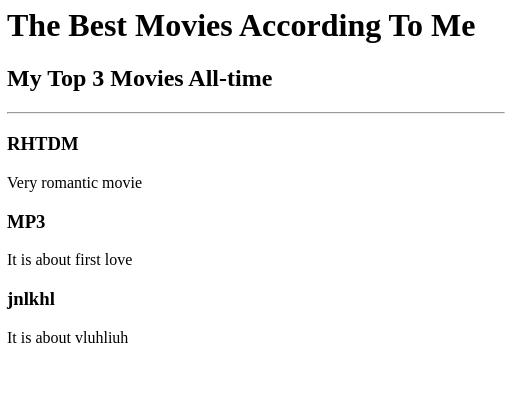 The Best Movies According To Me
My Top 3 Movies All-time
RHTDM
Very romantic movie
MP3
It is about first love
jnlkhl
It is about vluhliuh